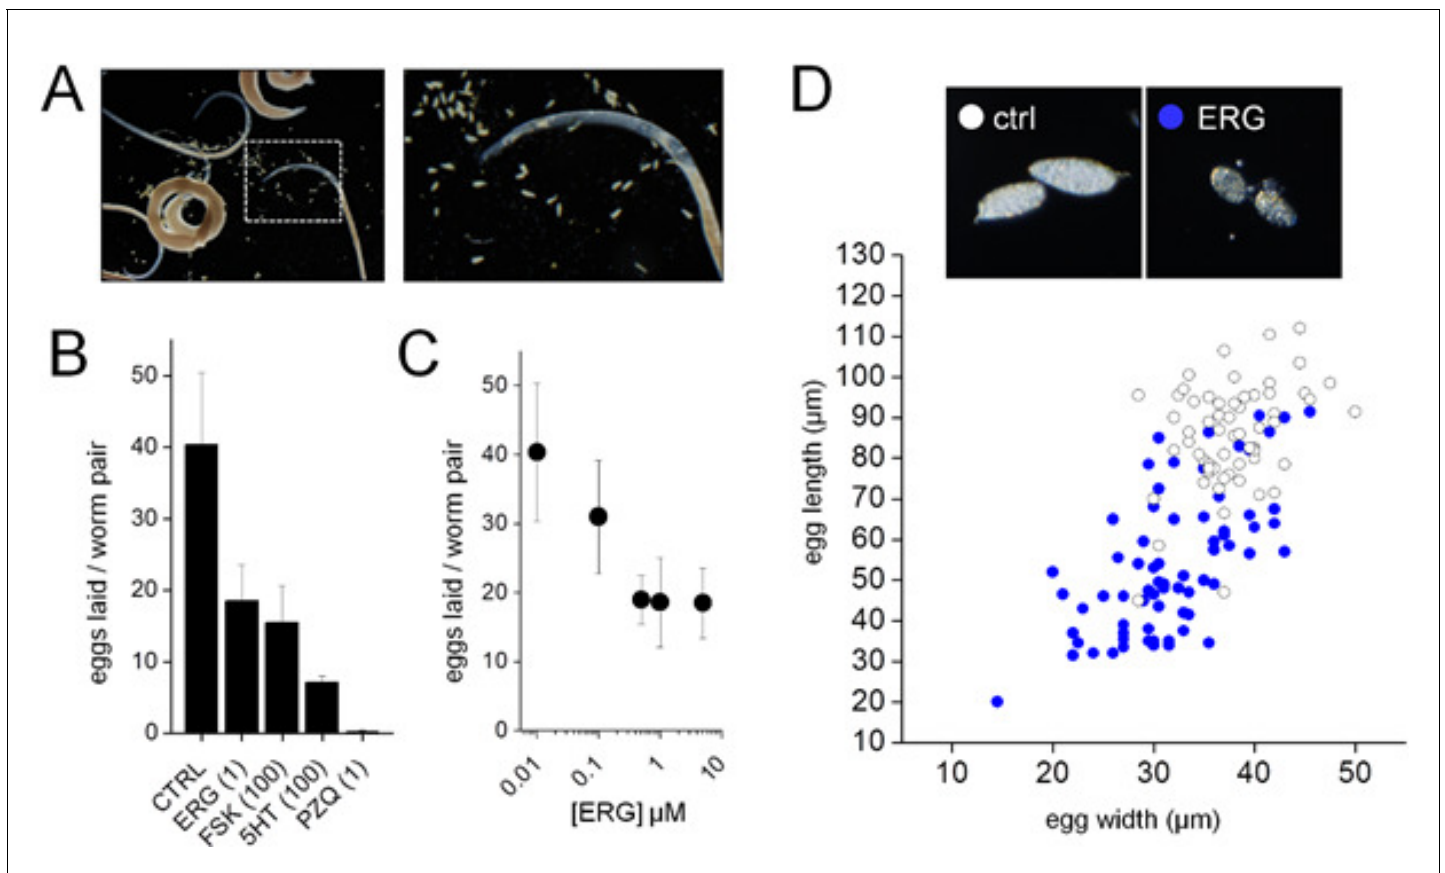 A
B
eggs laid / worm pair
50
40
30
20
10
0
CTRL
ERG (1)
FSK (100)
5HT (100)
PZQ (1)
C
eggs laid / worm pair
50
40
30
20
10
0
0.01
0.1
1
10
[ERG] µM
D
ctrl
ERG
egg length (µm)
130
120
110
100
90
80
70
60
50
40
30
20
10
10
20
30
40
50
egg width (µm)